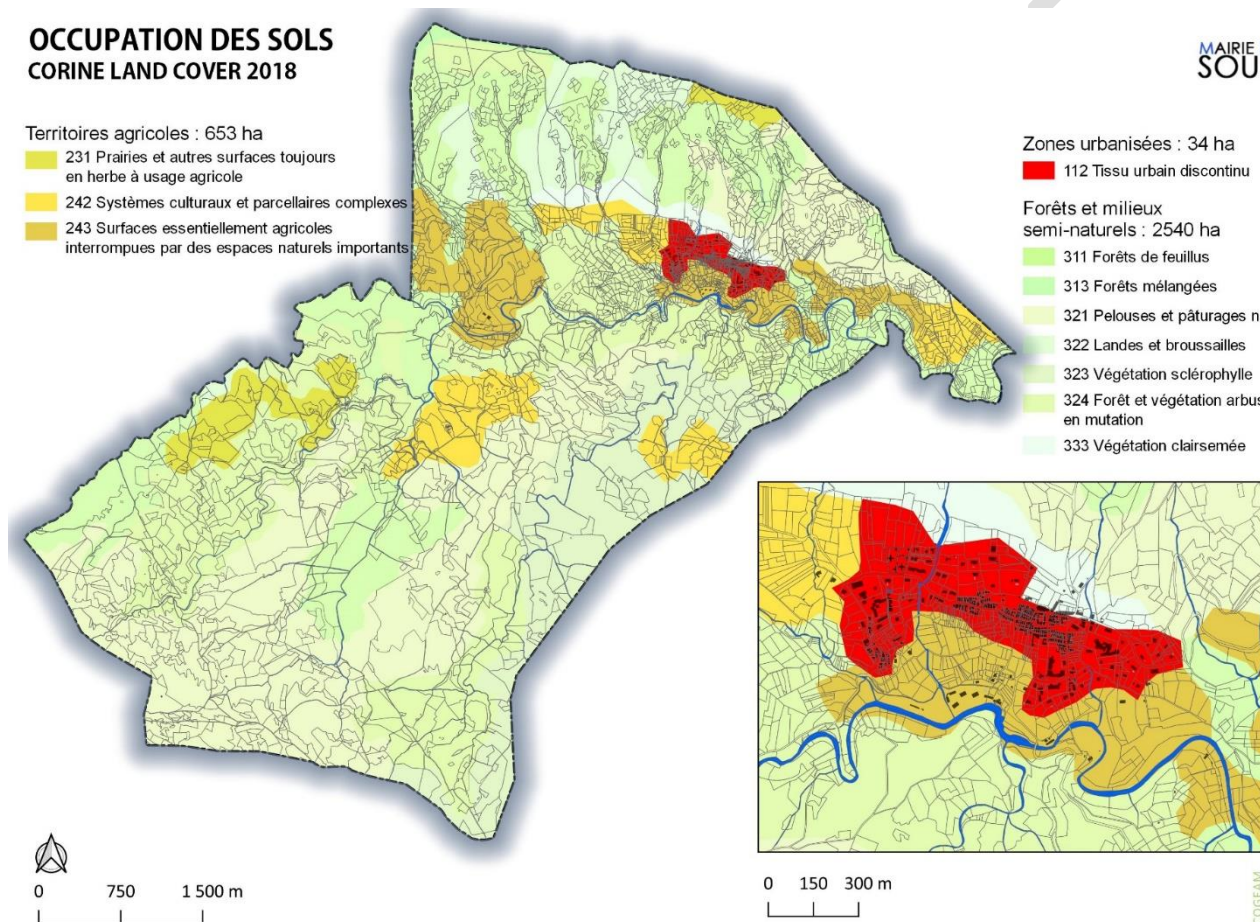 OCCUPATION DES SOLS
CORINE LAND COVER 2018
MAIRIE
SOU
Territoires agricoles : 653 ha
231 Prairies et autres surfaces toujours
en herbe à usage agricole
242 Systèmes culturaux et parcellaires complexes
243 Surfaces essentiellement agricoles
interrompues par des espaces naturels importants
Zones urbanisées : 34 ha
112 Tissu urbain discontinu
Forêts et milieux
semi-naturels : 2540 ha
311 Forêts de feuillus
313 Forêts mélangées
321 Pelouses et pâturages n
322 Landes et broussailles
323 Végétation sclérophylle
324 Forêt et végétation arbus
en mutation
333 Végétation clairsemée
0 750 1 500 m
0 150 300 m